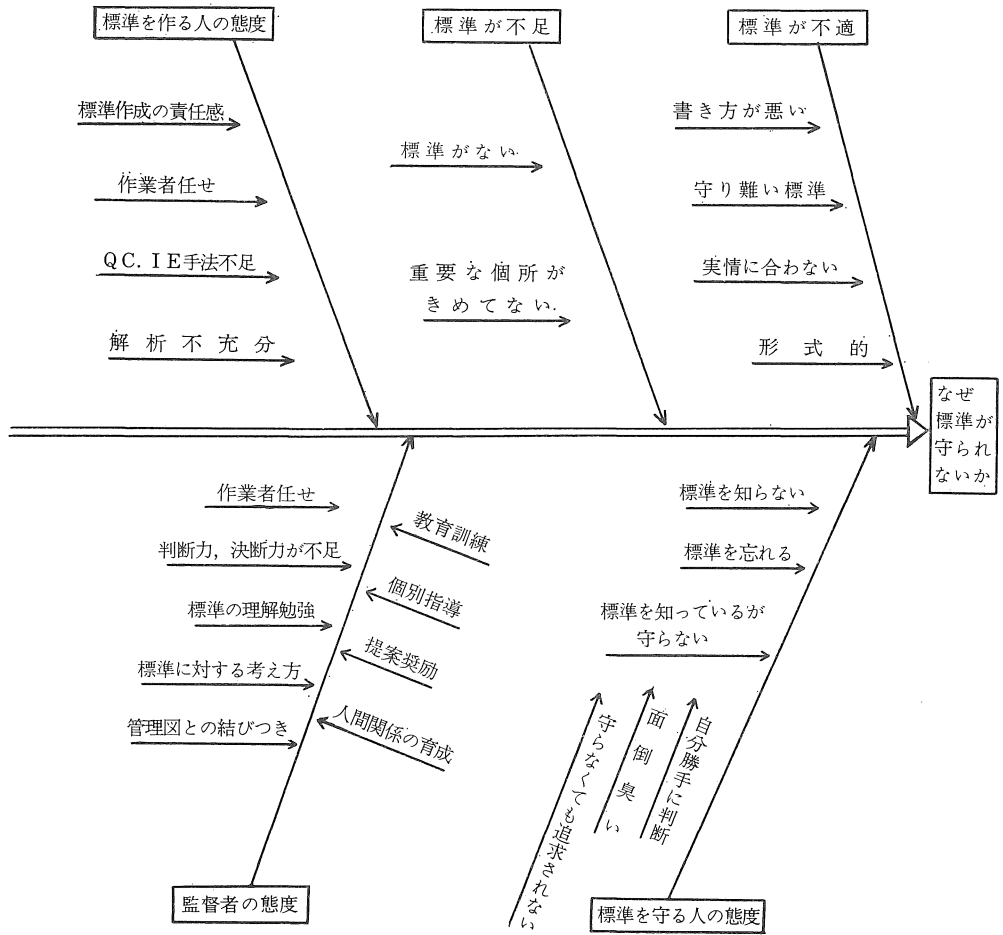 標準を作る人の態度
標準作成の責任感
作業者任せ
QC.IE手法不足
解析不充分
標準が不足
標準がない
重要な個所が
きめてない
標準が不適
書き方が悪い
守り難い標準
実情に合わない
形式的
なぜ
標準が
守られ
ないか
作業者任せ
判断力,決断力が不足
標準の理解勉強
標準に対する考え方
管理図との結びつき
教育訓練
個別指導
提案奨励
人間関係の育成
監督者の態度
標準を知らない
標準を忘れる
標準を知っているが
守らない
守らなくても追求されない
面倒臭い
自分勝手に判断
標準を守る人の態度